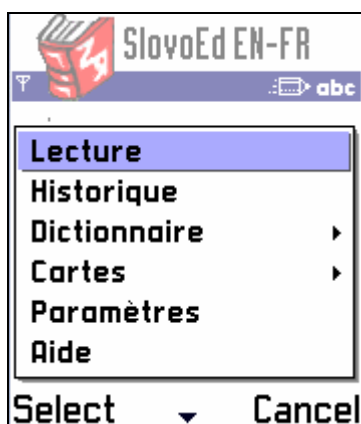 SlovoEd EN-FR
abc
Lecture
Historique
Dictionnaire
Cartes
Paramètres
Aide
Select Cancel